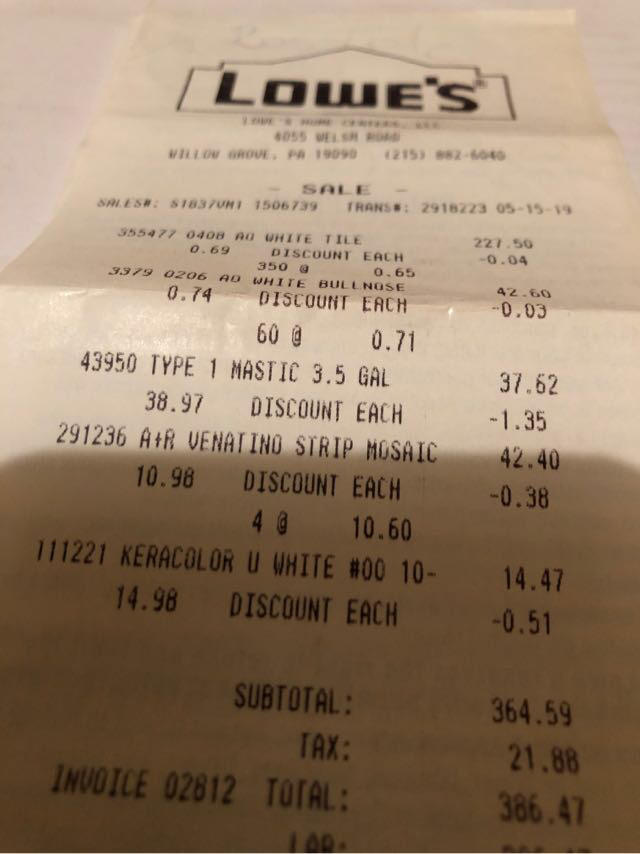 LOWE'S
LOWE'S HOME CENTERS, LLC
4055 WELSH ROAD
WILLOW GROVE, PA 19090 (215) 882-6040
- SALE -
SALES#: S1837VM1 1506739 TRANS#: 2918223 05-15-19
355477 0408 AO WHITE TILE 227.50
0.69 DISCOUNT EACH -0.04
350 @ 0.65
3379 0206 AO WHITE BULLNOSE 42.60
0.74 DISCOUNT EACH -0.03
60 @ 0.71
43950 TYPE 1 MASTIC 3.5 GAL 37.62
38.97 DISCOUNT EACH -1.35
291236 A+R VENATINO STRIP MOSAIC 42.40
10.98 DISCOUNT EACH -0.38
4 @ 10.60
111221 KERACOLOR U WHITE #00 10- 14.47
14.98 DISCOUNT EACH -0.51
SUBTOTAL: 364.59
TAX: 21.88
INVOICE 02812 TOTAL: 386.47
LAR: